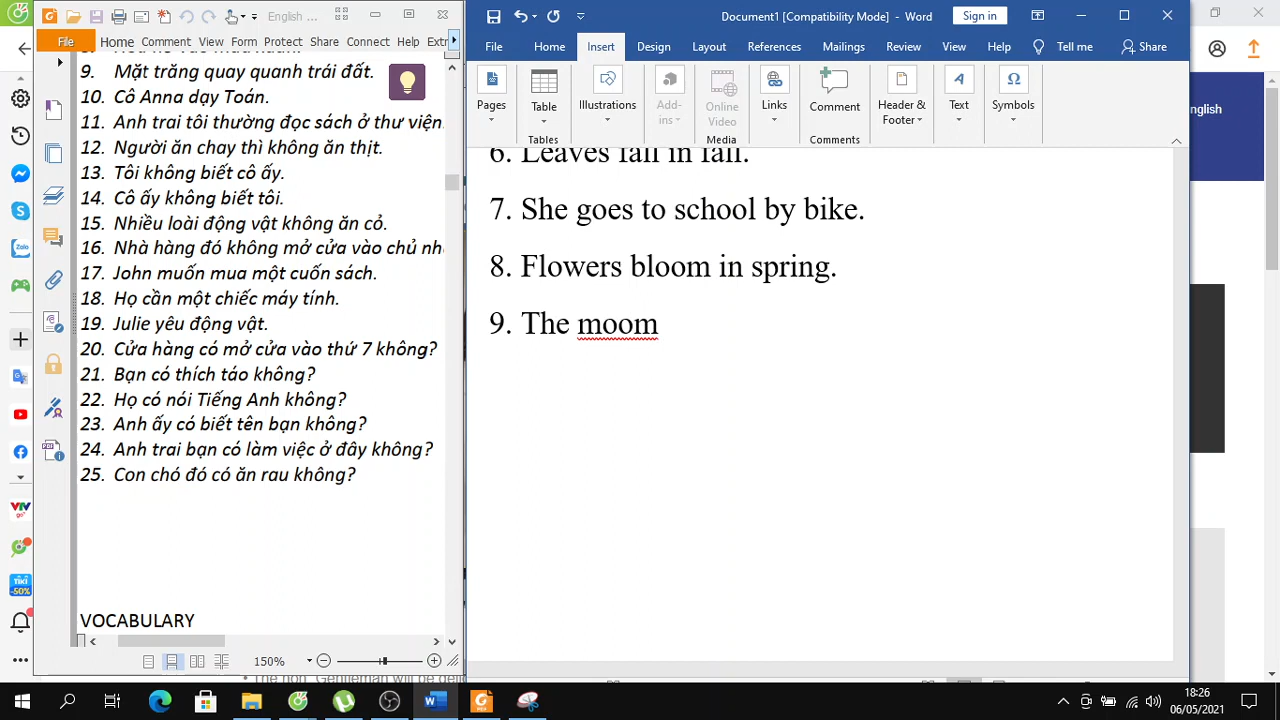 English ...
File
Home
Comment
View
Form
Protect
Share
Connect
Help
Extr
9. Mặt trăng quay quanh trái đất.
10. Cô Anna dạy Toán.
11. Anh trai tôi thường đọc sách ở thư viện
12. Người ăn chay thì không ăn thịt.
13. Tôi không biết cô ấy.
14. Cô ấy không biết tôi.
15. Nhiều loài động vật không ăn cỏ.
16. Nhà hàng đó không mở cửa vào chủ nh
17. John muốn mua một cuốn sách.
18. Họ cần một chiếc máy tính.
19. Julie yêu động vật.
20. Cửa hàng có mở cửa vào thứ 7 không?
21. Bạn có thích táo không?
22. Họ có nói Tiếng Anh không?
23. Anh ấy có biết tên bạn không?
24. Anh trai bạn có làm việc ở đây không?
25. Con chó đó có ăn rau không?
VOCABULARY
150%
Document1 [Compatibility Mode] - Word
Sign in
File
Home
Insert
Design
Layout
References
Mailings
Review
View
Help
Tell me
Share
Pages
Table
Illustrations
Add-
ins
Online
Video
Links
Comment
Header &
Footer
Text
Symbols
Tables
Media
Comments
6. Leaves fall in fall.
7. She goes to school by bike.
8. Flowers bloom in spring.
9. The moom
nglish
Zalo
VTV
go
TIKI
-50%
18:26
06/05/2021